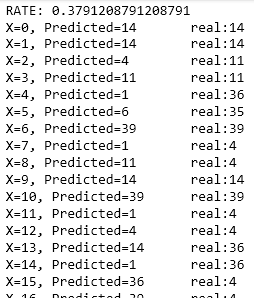 RATE: 0.3791208791208791
X=0, Predicted=14 real:14
X=1, Predicted=14 real:14
X=2, Predicted=4 real:11
X=3, Predicted=11 real:11
X=4, Predicted=1 real:36
X=5, Predicted=6 real:35
X=6, Predicted=39 real:39
X=7, Predicted=1 real:4
X=8, Predicted=11 real:4
X=9, Predicted=14 real:14
X=10, Predicted=39 real:39
X=11, Predicted=1 real:4
X=12, Predicted=4 real:4
X=13, Predicted=14 real:36
X=14, Predicted=1 real:36
X=15, Predicted=36 real:4
X=16, Predicted=39 real:4